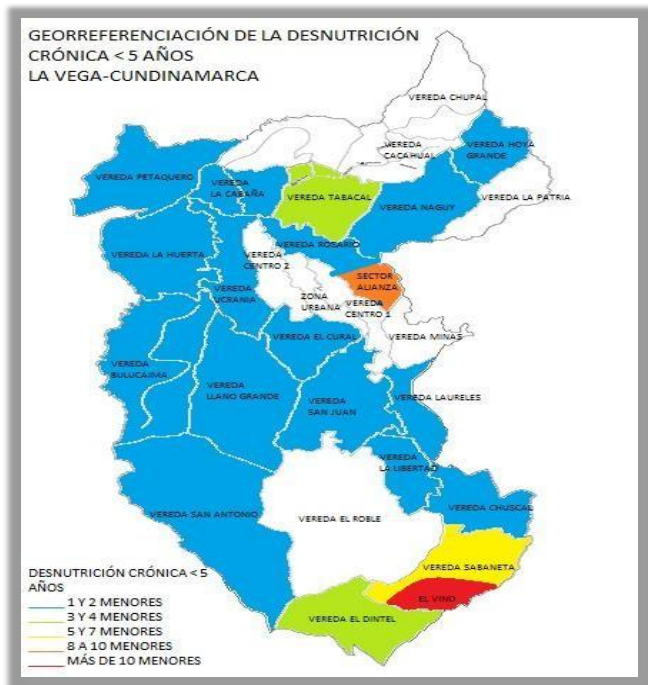 GEORREFERENCIACIÓN DE LA DESNUTRICIÓN
CRÓNICA < 5 AÑOS
LA VEGA-CUNDINAMARCA
VEREDA CHUPAL
VEREDA
CACAHUAL
VEREDA HOYA
GRANDE
VEREDA PETAQUERO
VEREDA
LA CABAÑA
VEREDA TABACAL
VEREDA NAGUY
VEREDA LA PATRIA
VEREDA LA HUERTA
VEREDA
CENTRO 2
VEREDA ROSARIO
VEREDA
UCRANIA
ZONA
URBANA
SECTOR
ALIANZA
VEREDA
CENTRO 1
VEREDA EL CURAL
VEREDA MINAS
VEREDA
BULUCAIMA
VEREDA
LLANO GRANDE
VEREDA
SAN JUAN
VEREDA LAURELES
VEREDA
LA LIBERTAD
VEREDA SAN ANTONIO
VEREDA EL ROBLE
VEREDA CHUSCAL
VEREDA SABANETA
EL VINO
VEREDA EL DINTEL
DESNUTRICIÓN CRÓNICA < 5
AÑOS
1 Y 2 MENORES
3 Y 4 MENORES
5 Y 7 MENORES
8 A 10 MENORES
MÁS DE 10 MENORES